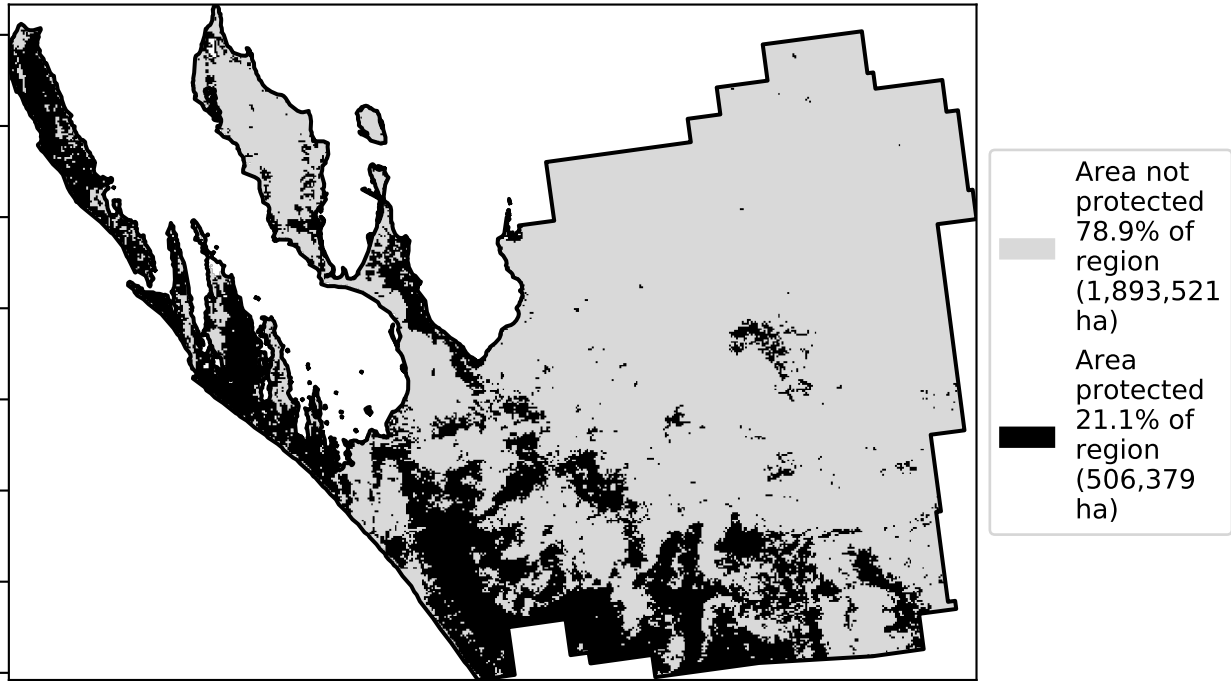 Area not
protected
78.9% of
region
(1,893,521
ha)
Area
protected
21.1% of
region
(506,379
ha)